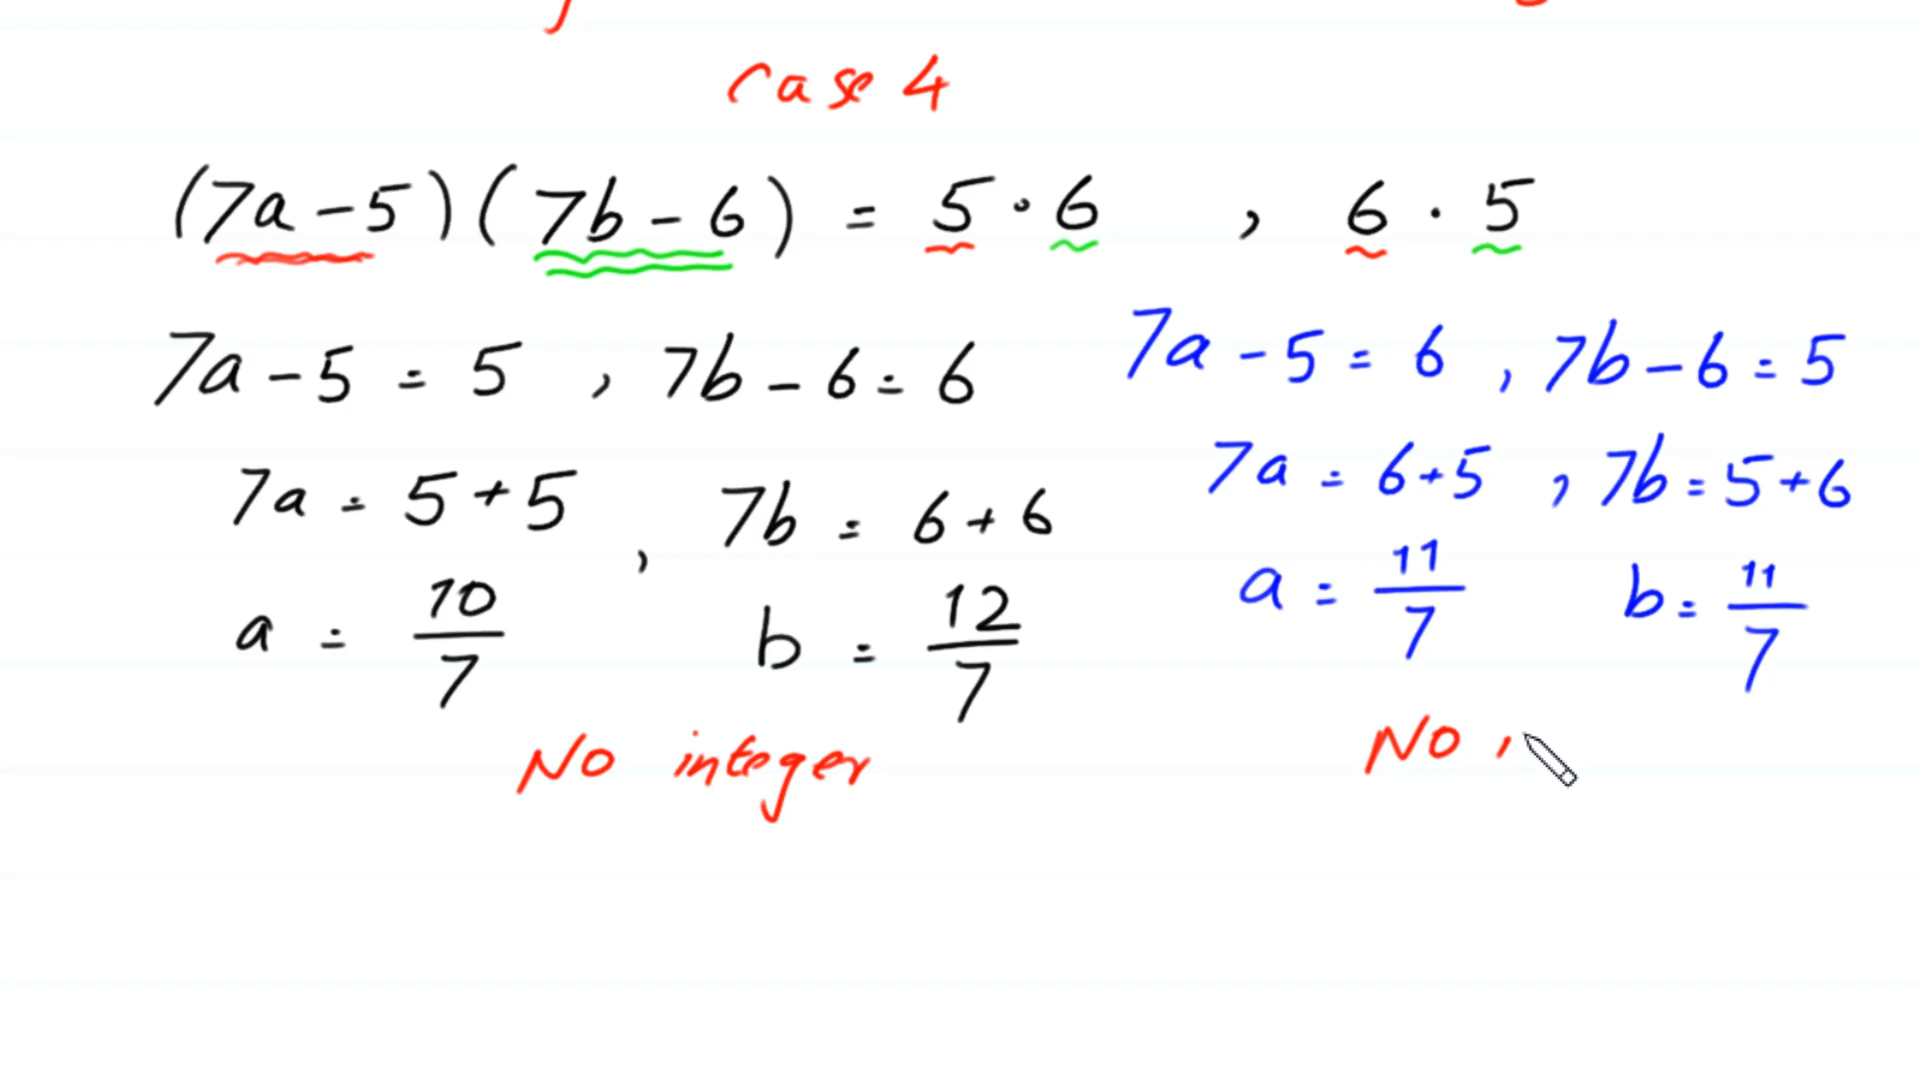 case 4
(7a-5)(7b-6) = 5·6 , 6·5
7a-5 = 5 , 7b-6 = 6
7a = 5+5 , 7b = 6+6
a = 10/7 b = 12/7
No integer
7a-5 = 6 , 7b-6 = 5
7a = 6+5 , 7b = 5+6
a = 11/7 b = 11/7
No